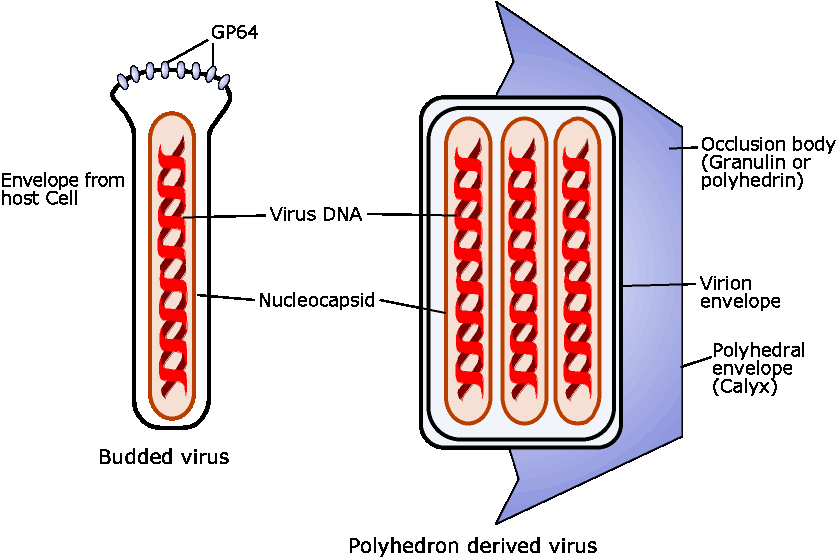 GP64
Envelope from
host Cell
Virus DNA
Nucleocapsid
Budded virus
Occlusion body
(Granulin or
polyhedrin)
Virion
envelope
Polyhedral
envelope
(Calyx)
Polyhedron derived virus